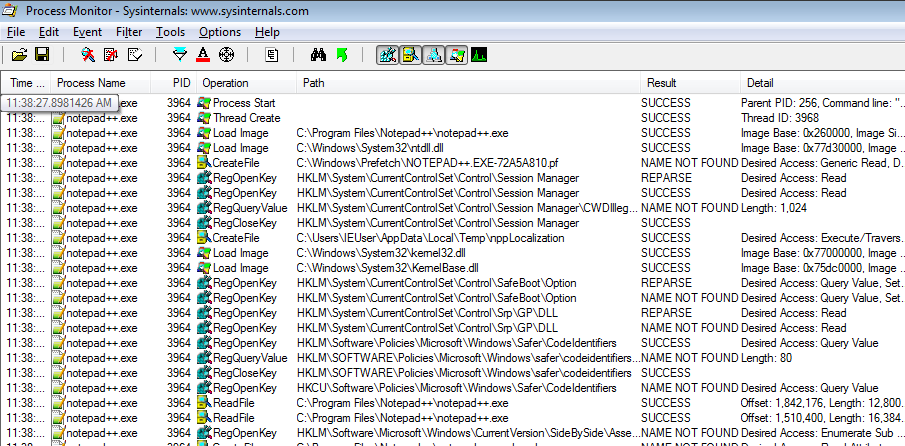 Process Monitor - Sysinternals: www.sysinternals.com
File Edit Event Filter Tools Options Help
Time ... Process Name PID Operation Path Result Detail
11:38:27.8981426 AM d++.exe 3964 Process Start SUCCESS Parent PID: 256, Command line: "...
11:38:... notepad++.exe 3964 Thread Create SUCCESS Thread ID: 3968
11:38:... notepad++.exe 3964 Load Image C:\Program Files\Notepad++\notepad++.exe SUCCESS Image Base: 0x260000, Image Si...
11:38:... notepad++.exe 3964 Load Image C:\Windows\System32\ntdll.dll SUCCESS Image Base: 0x77d30000, Image ...
11:38:... notepad++.exe 3964 CreateFile C:\Windows\Prefetch\NOTEPAD++.EXE-72A5A810.pf NAME NOT FOUND Desired Access: Generic Read, D...
11:38:... notepad++.exe 3964 RegOpenKey HKLM\System\CurrentControlSet\Control\Session Manager REPARSE Desired Access: Read
11:38:... notepad++.exe 3964 RegOpenKey HKLM\System\CurrentControlSet\Control\Session Manager SUCCESS Desired Access: Read
11:38:... notepad++.exe 3964 RegQueryValue HKLM\System\CurrentControlSet\Control\Session Manager\CWDIlleg... NAME NOT FOUND Length: 1,024
11:38:... notepad++.exe 3964 RegCloseKey HKLM\System\CurrentControlSet\Control\Session Manager SUCCESS
11:38:... notepad++.exe 3964 CreateFile C:\Users\IEUser\AppData\Local\Temp\nppLocalization SUCCESS Desired Access: Execute/Travers...
11:38:... notepad++.exe 3964 Load Image C:\Windows\System32\kernel32.dll SUCCESS Image Base: 0x77000000, Image ...
11:38:... notepad++.exe 3964 Load Image C:\Windows\System32\KernelBase.dll SUCCESS Image Base: 0x75dc0000, Image ...
11:38:... notepad++.exe 3964 RegOpenKey HKLM\System\CurrentControlSet\Control\SafeBoot\Option REPARSE Desired Access: Query Value, Set...
11:38:... notepad++.exe 3964 RegOpenKey HKLM\System\CurrentControlSet\Control\SafeBoot\Option NAME NOT FOUND Desired Access: Query Value, Set...
11:38:... notepad++.exe 3964 RegOpenKey HKLM\System\CurrentControlSet\Control\Srp\GP\DLL REPARSE Desired Access: Read
11:38:... notepad++.exe 3964 RegOpenKey HKLM\System\CurrentControlSet\Control\Srp\GP\DLL NAME NOT FOUND Desired Access: Read
11:38:... notepad++.exe 3964 RegOpenKey HKLM\Software\Policies\Microsoft\Windows\Safer\CodeIdentifiers SUCCESS Desired Access: Query Value
11:38:... notepad++.exe 3964 RegQueryValue HKLM\SOFTWARE\Policies\Microsoft\Windows\safer\codeidentifiers... NAME NOT FOUND Length: 80
11:38:... notepad++.exe 3964 RegCloseKey HKLM\SOFTWARE\Policies\Microsoft\Windows\safer\codeidentifiers SUCCESS
11:38:... notepad++.exe 3964 RegOpenKey HKCU\Software\Policies\Microsoft\Windows\Safer\CodeIdentifiers NAME NOT FOUND Desired Access: Query Value
11:38:... notepad++.exe 3964 ReadFile C:\Program Files\Notepad++\notepad++.exe SUCCESS Offset: 1,842,176, Length: 12,800...
11:38:... notepad++.exe 3964 ReadFile C:\Program Files\Notepad++\notepad++.exe SUCCESS Offset: 1,510,400, Length: 16,384...
11:38:... notepad++.exe 3964 RegOpenKey HKLM\Software\Microsoft\Windows\CurrentVersion\SideBySide\Asse... NAME NOT FOUND Desired Access: Enumerate Sub ...